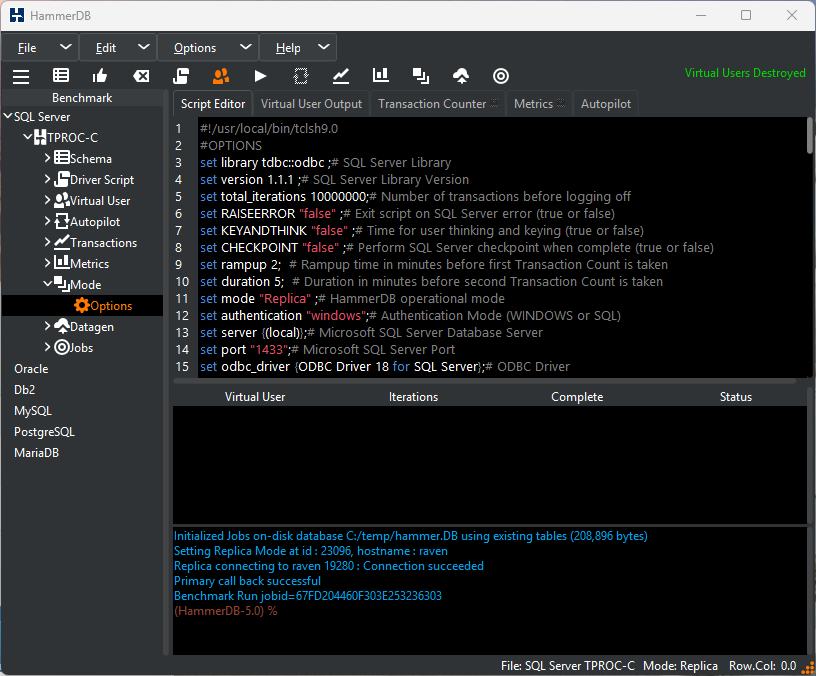 HammerDB
File Edit Options Help
Virtual Users Destroyed
Benchmark
SQL Server
TPROC-C
Schema
Driver Script
Virtual User
Autopilot
Transactions
Metrics
Mode
Options
Datagen
Jobs
Oracle
Db2
MySQL
PostgreSQL
MariaDB
Script Editor Virtual User Output Transaction Counter Metrics Autopilot
1 #!/usr/local/bin/tclsh9.0
2 #OPTIONS
3 set library tdbc::odbc ;# SQL Server Library
4 set version 1.1.1 ;# SQL Server Library Version
5 set total_iterations 10000000;# Number of transactions before logging off
6 set RAISEERROR "false" ;# Exit script on SQL Server error (true or false)
7 set KEYANDTHINK "false" ;# Time for user thinking and keying (true or false)
8 set CHECKPOINT "false" ;# Perform SQL Server checkpoint when complete (true or false)
9 set rampup 2;  # Rampup time in minutes before first Transaction Count is taken
10 set duration 5;  # Duration in minutes before second Transaction Count is taken
11 set mode "Replica" ;# HammerDB operational mode
12 set authentication "windows";# Authentication Mode (WINDOWS or SQL)
13 set server {(local)};# Microsoft SQL Server Database Server
14 set port "1433";# Microsoft SQL Server Port
15 set odbc_driver {ODBC Driver 18 for SQL Server};# ODBC Driver
Virtual User Iterations Complete Status
Initialized Jobs on-disk database C:/temp/hammer.DB using existing tables (208,896 bytes)
Setting Replica Mode at id : 23096, hostname : raven
Replica connecting to raven 19280 : Connection succeeded
Primary call back successful
Benchmark Run jobid=67FD204460F303E253236303
(HammerDB-5.0) %
File: SQL Server TPROC-C Mode: Replica Row.Col: 0.0